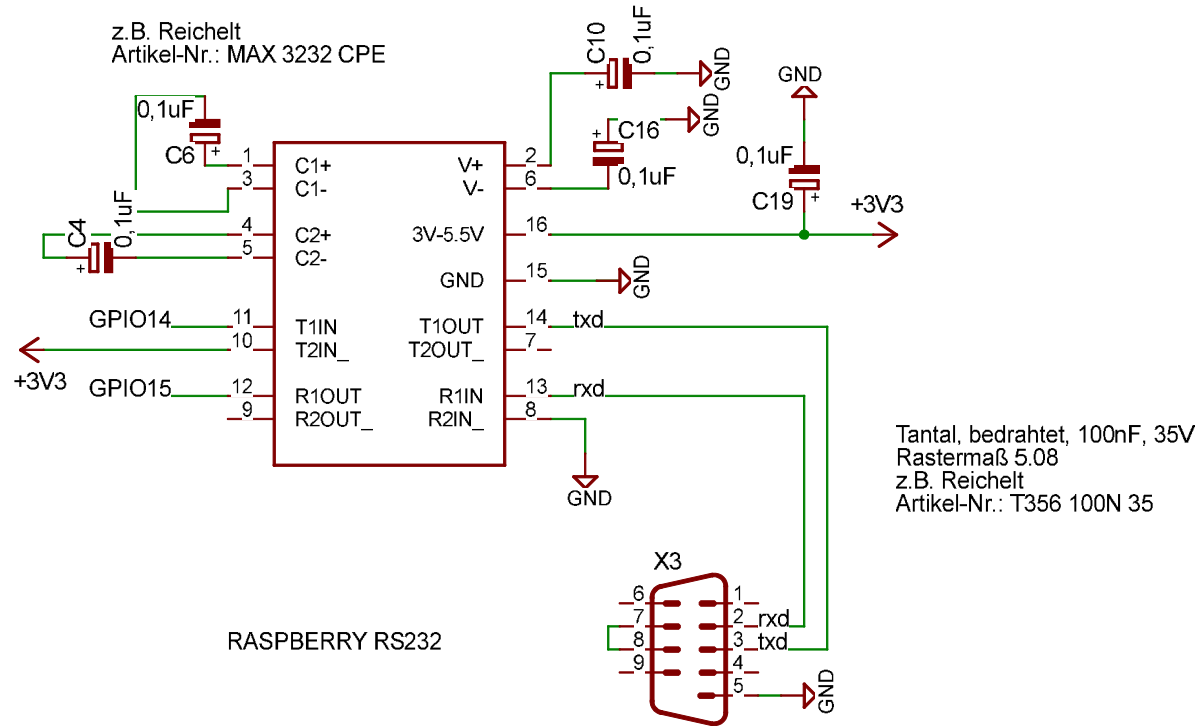 z.B. Reichelt
Artikel-Nr.: MAX 3232 CPE
C10
0,1uF
GND
GND
C16
0,1uF
GND
0,1uF
C19
+3V3
0,1uF
C6
+
+
+
+
C4
0,1uF
+
1 C1+ V+ 2
3 C1- V- 6
4 C2+ 3V-5.5V 16
5 C2- GND 15
GND
GPIO14 11 T1IN T1OUT 14 txd
10 T2IN_ T2OUT_ 7
+3V3
GPIO15 12 R1OUT R1IN 13 rxd
9 R2OUT_ R2IN_ 8
GND
Tantal, bedrahtet, 100nF, 35V
Rastermaß 5.08
z.B. Reichelt
Artikel-Nr.: T356 100N 35
X3
6 1
7 2 rxd
8 3 txd
9 4
5
GND
RASPBERRY RS232